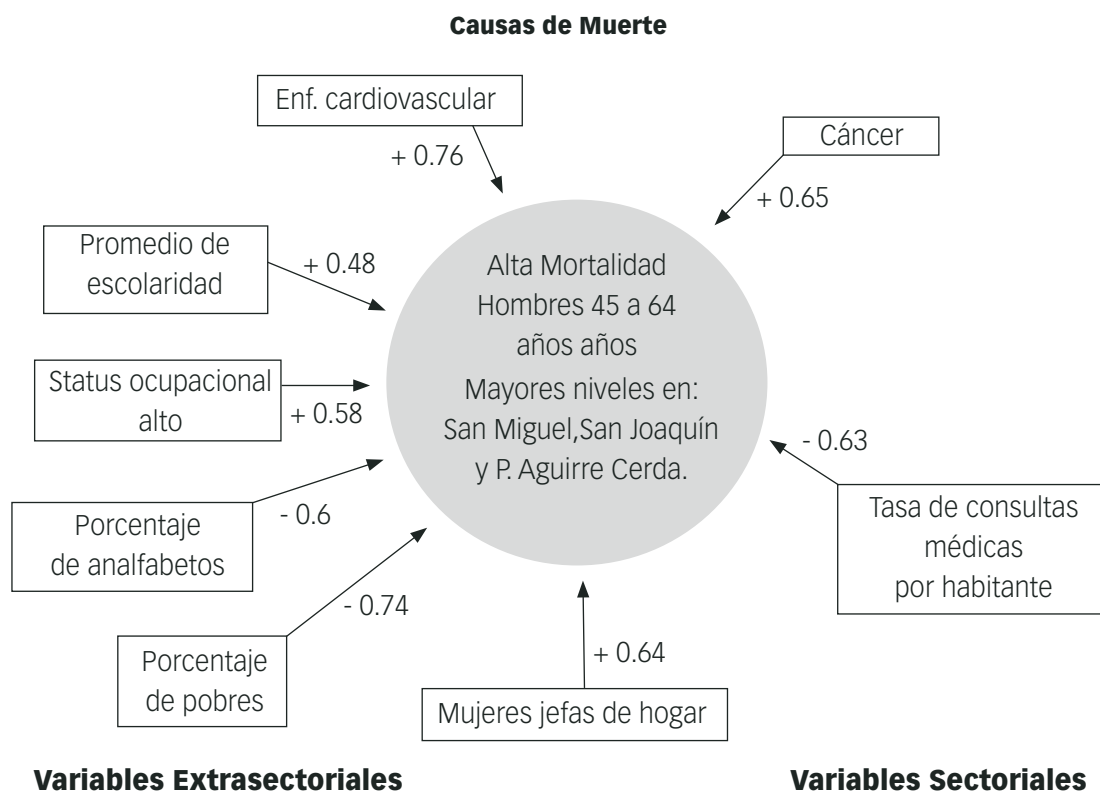 Causas de Muerte
Enf. cardiovascular
+ 0.76
Cáncer
+ 0.65
Promedio de
escolaridad
+ 0.48
Status ocupacional
alto
+ 0.58
Porcentaje
de analfabetos
- 0.6
Porcentaje
de pobres
- 0.74
Alta Mortalidad
Hombres 45 a 64
años años
Mayores niveles en:
San Miguel,San Joaquín
y P. Aguirre Cerda.
- 0.63
Tasa de consultas
médicas
por habitante
+ 0.64
Mujeres jefas de hogar
Variables Extrasectoriales
Variables Sectoriales